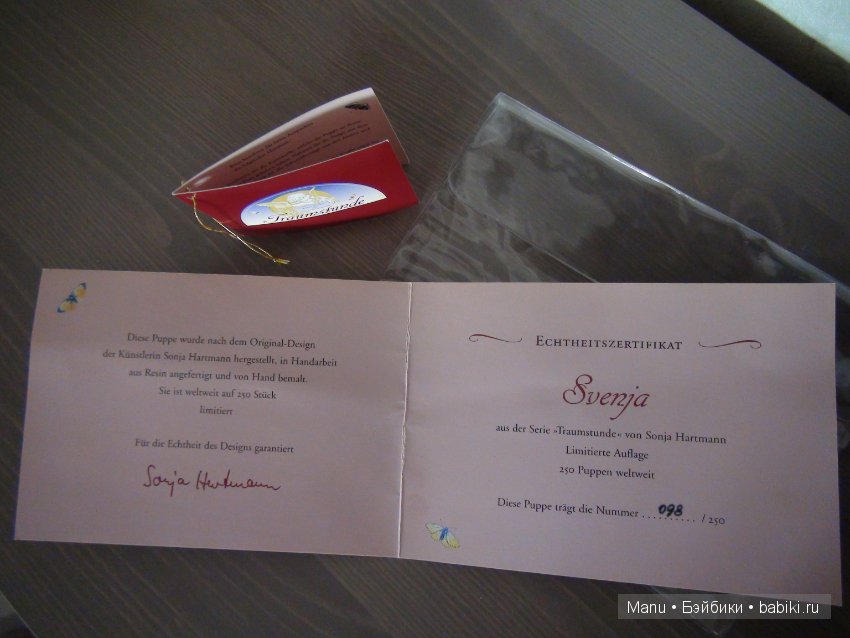 Traumstunde
Diese Puppe wurde nach dem Original-Design
der Künstlerin Sonja Hartmann hergestellt, in Handarbeit
aus Resin angefertigt und von Hand bemalt.
Sie ist weltweit auf 250 Stück
limitiert
Für die Echtheit des Designs garantiert
Sonja Hartmann
Echtheitszertifikat
Svenja
aus der Serie »Traumstunde« von Sonja Hartmann
Limitierte Auflage
250 Puppen weltweit
Diese Puppe trägt die Nummer . . 098 . . . . / 250
Manu • Бэйбики • babiki.ru